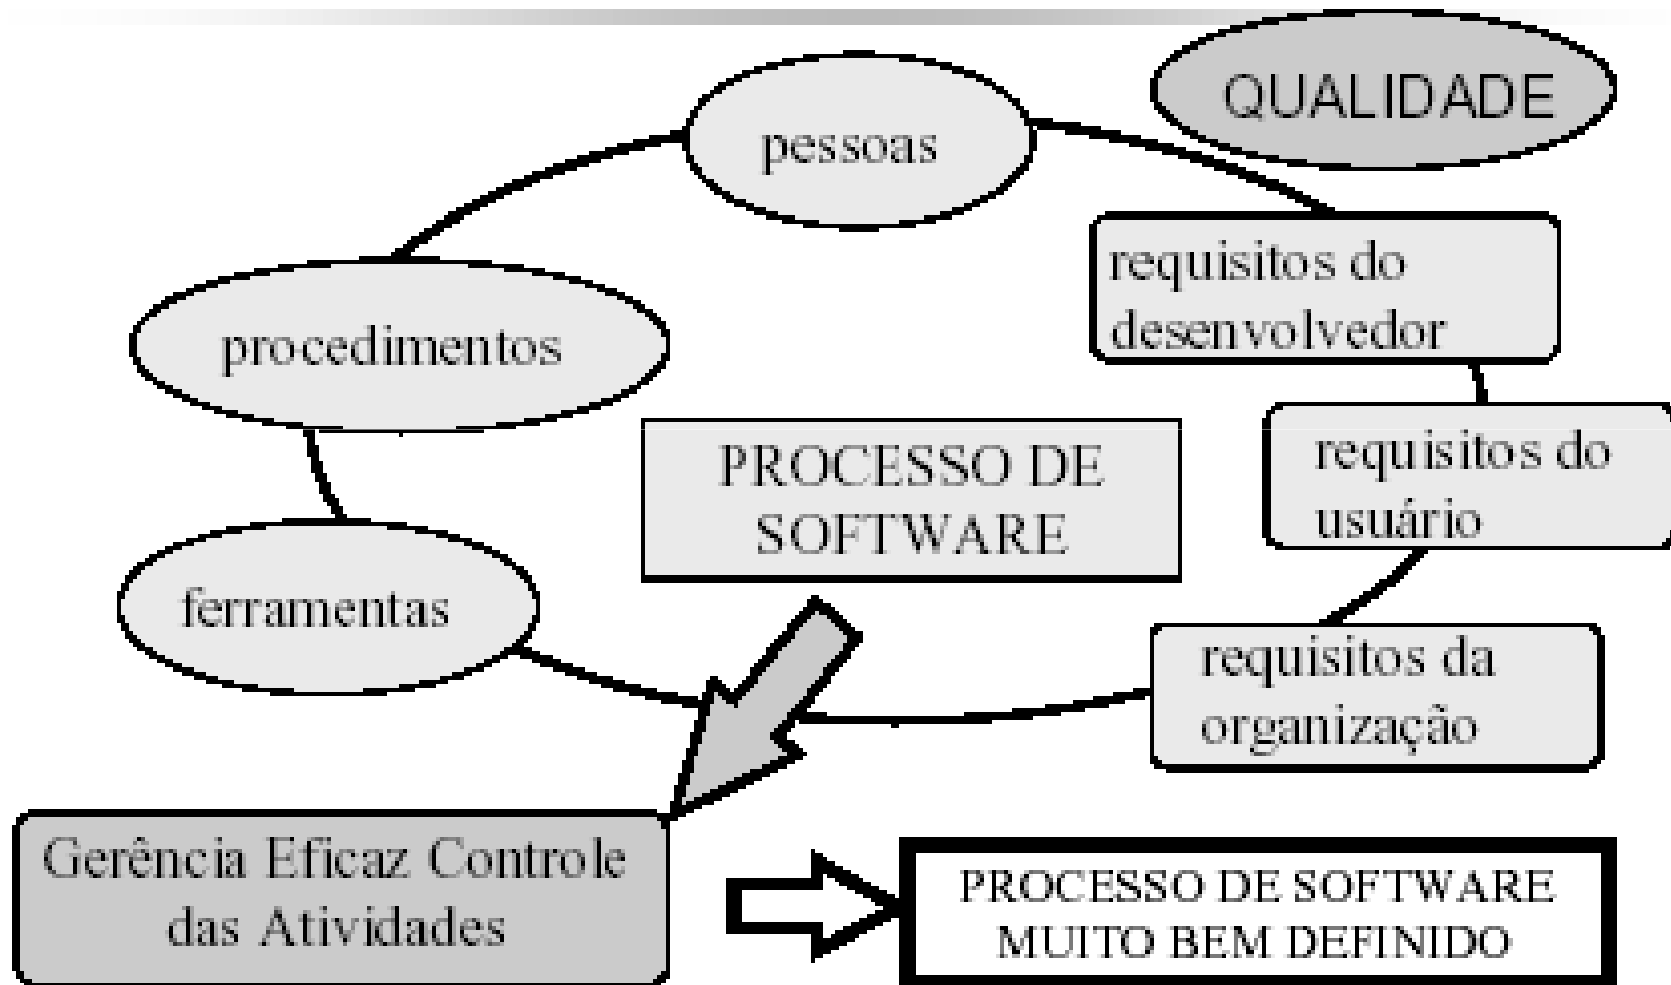 QUALIDADE
pessoas
requisitos do
desenvolvedor
procedimentos
requisitos do
usuário
PROCESSO DE
SOFTWARE
ferramentas
requisitos da
organização
Gerência Eficaz Controle
das Atividades
PROCESSO DE SOFTWARE
MUITO BEM DEFINIDO